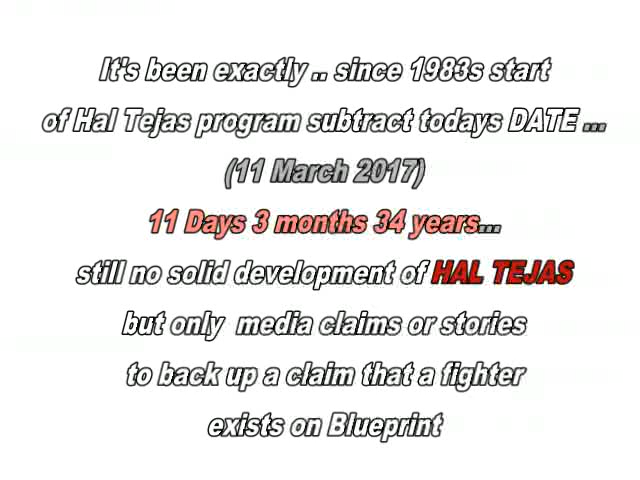 It's been exactly .. since 1983s start
of Hal Tejas program subtract todays DATE ...
(11 March 2017)
11 Days 3 months 34 years...
still no solid development of HAL TEJAS
but only media claims or stories
to back up a claim that a fighter
exists on Blueprint